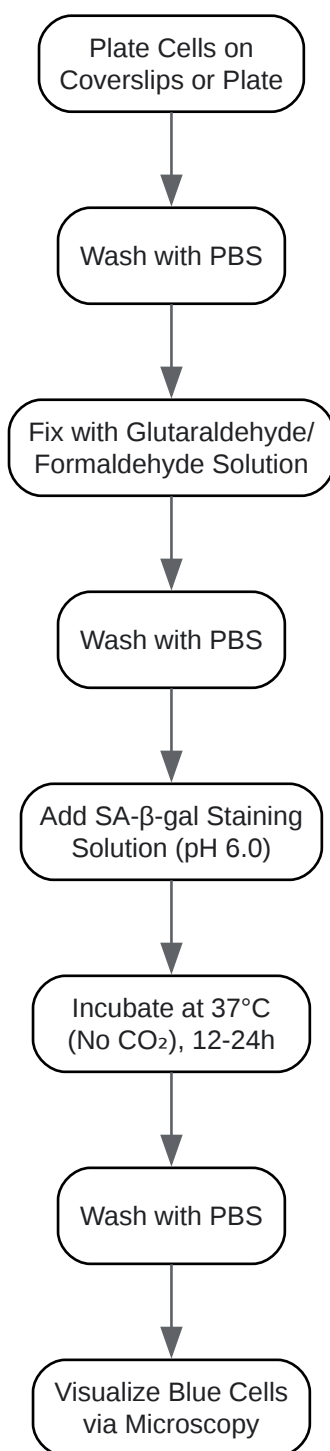 Plate Cells on
Coverslips or Plate
Wash with PBS
Fix with Glutaraldehyde/
Formaldehyde Solution
Wash with PBS
Add SA-β-gal Staining
Solution (pH 6.0)
Incubate at 37°C
(No CO₂), 12-24h
Wash with PBS
Visualize Blue Cells
via Microscopy